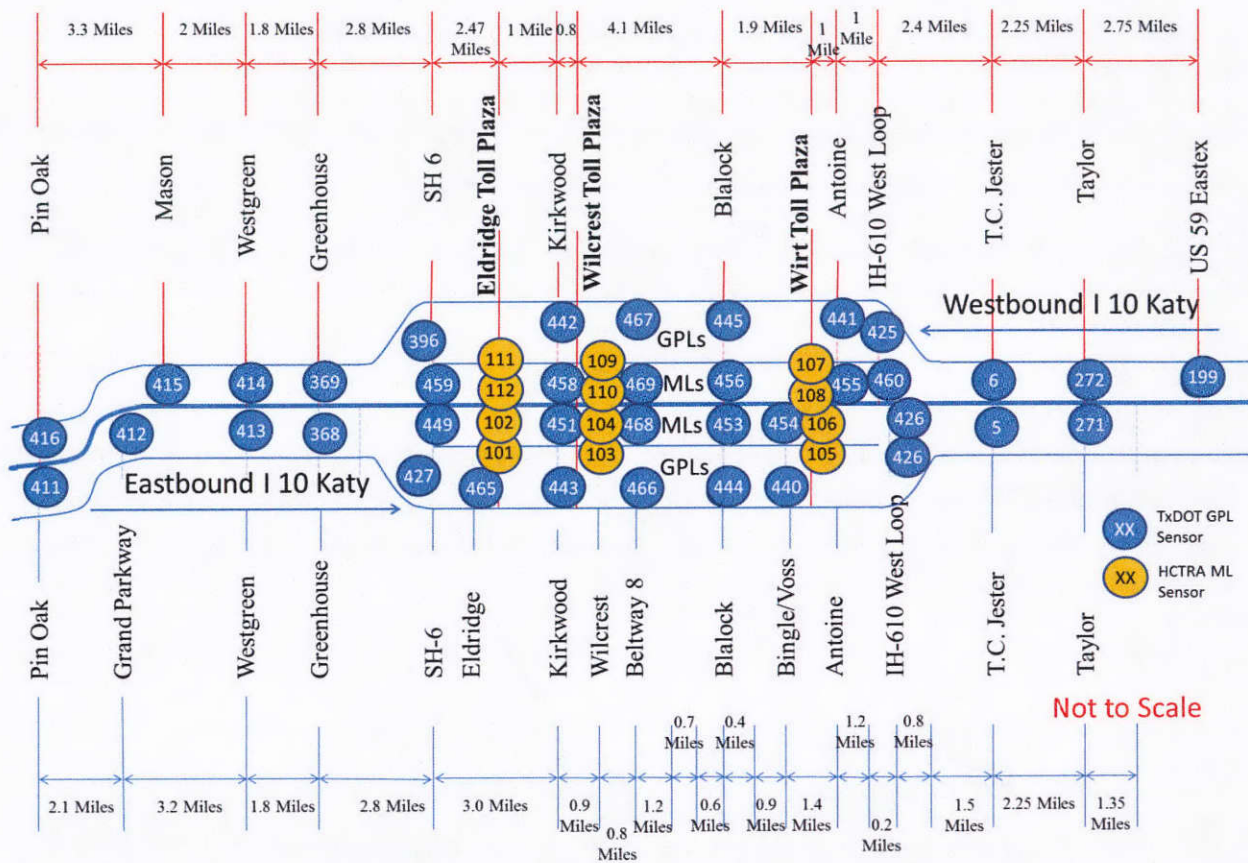 3.3 Miles
2 Miles
1.8 Miles
2.8 Miles
2.47
Miles
1 Mile
0.8
4.1 Miles
1.9 Miles
1
Mile
1
Mile
2.4 Miles
2.25 Miles
2.75 Miles
Pin Oak
Mason
Westgreen
Greenhouse
SH 6
Eldridge Toll Plaza
Kirkwood
Wilcrest Toll Plaza
Blalock
Wirt Toll Plaza
Antoine
IH-610 West Loop
T.C. Jester
Taylor
US 59 Eastex
Westbound I 10 Katy
442
467
445
441
425
GPLs
396
111
109
107
415
414
369
459
112
458
110
469
MLs
456
108
455
460
6
272
199
416
412
413
368
449
102
451
104
468
MLs
453
454
106
426
5
271
411
427
101
103
GPLs
105
426
465
443
466
444
440
Eastbound I 10 Katy
XX
TxDOT GPL
Sensor
XX
HCTRA ML
Sensor
Pin Oak
Grand Parkway
Westgreen
Greenhouse
SH-6
Eldridge
Kirkwood
Wilcrest
Beltway 8
Blalock
Bingle/Voss
Antoine
IH-610 West Loop
T.C. Jester
Taylor
Not to Scale
0.7
Miles
0.4
Miles
1.2
Miles
0.8
Miles
2.1 Miles
3.2 Miles
1.8 Miles
2.8 Miles
3.0 Miles
0.9
Miles
0.8
Miles
1.2
Miles
0.6
Miles
0.9
Miles
1.4
Miles
0.2
Miles
1.5
Miles
2.25 Miles
1.35
Miles